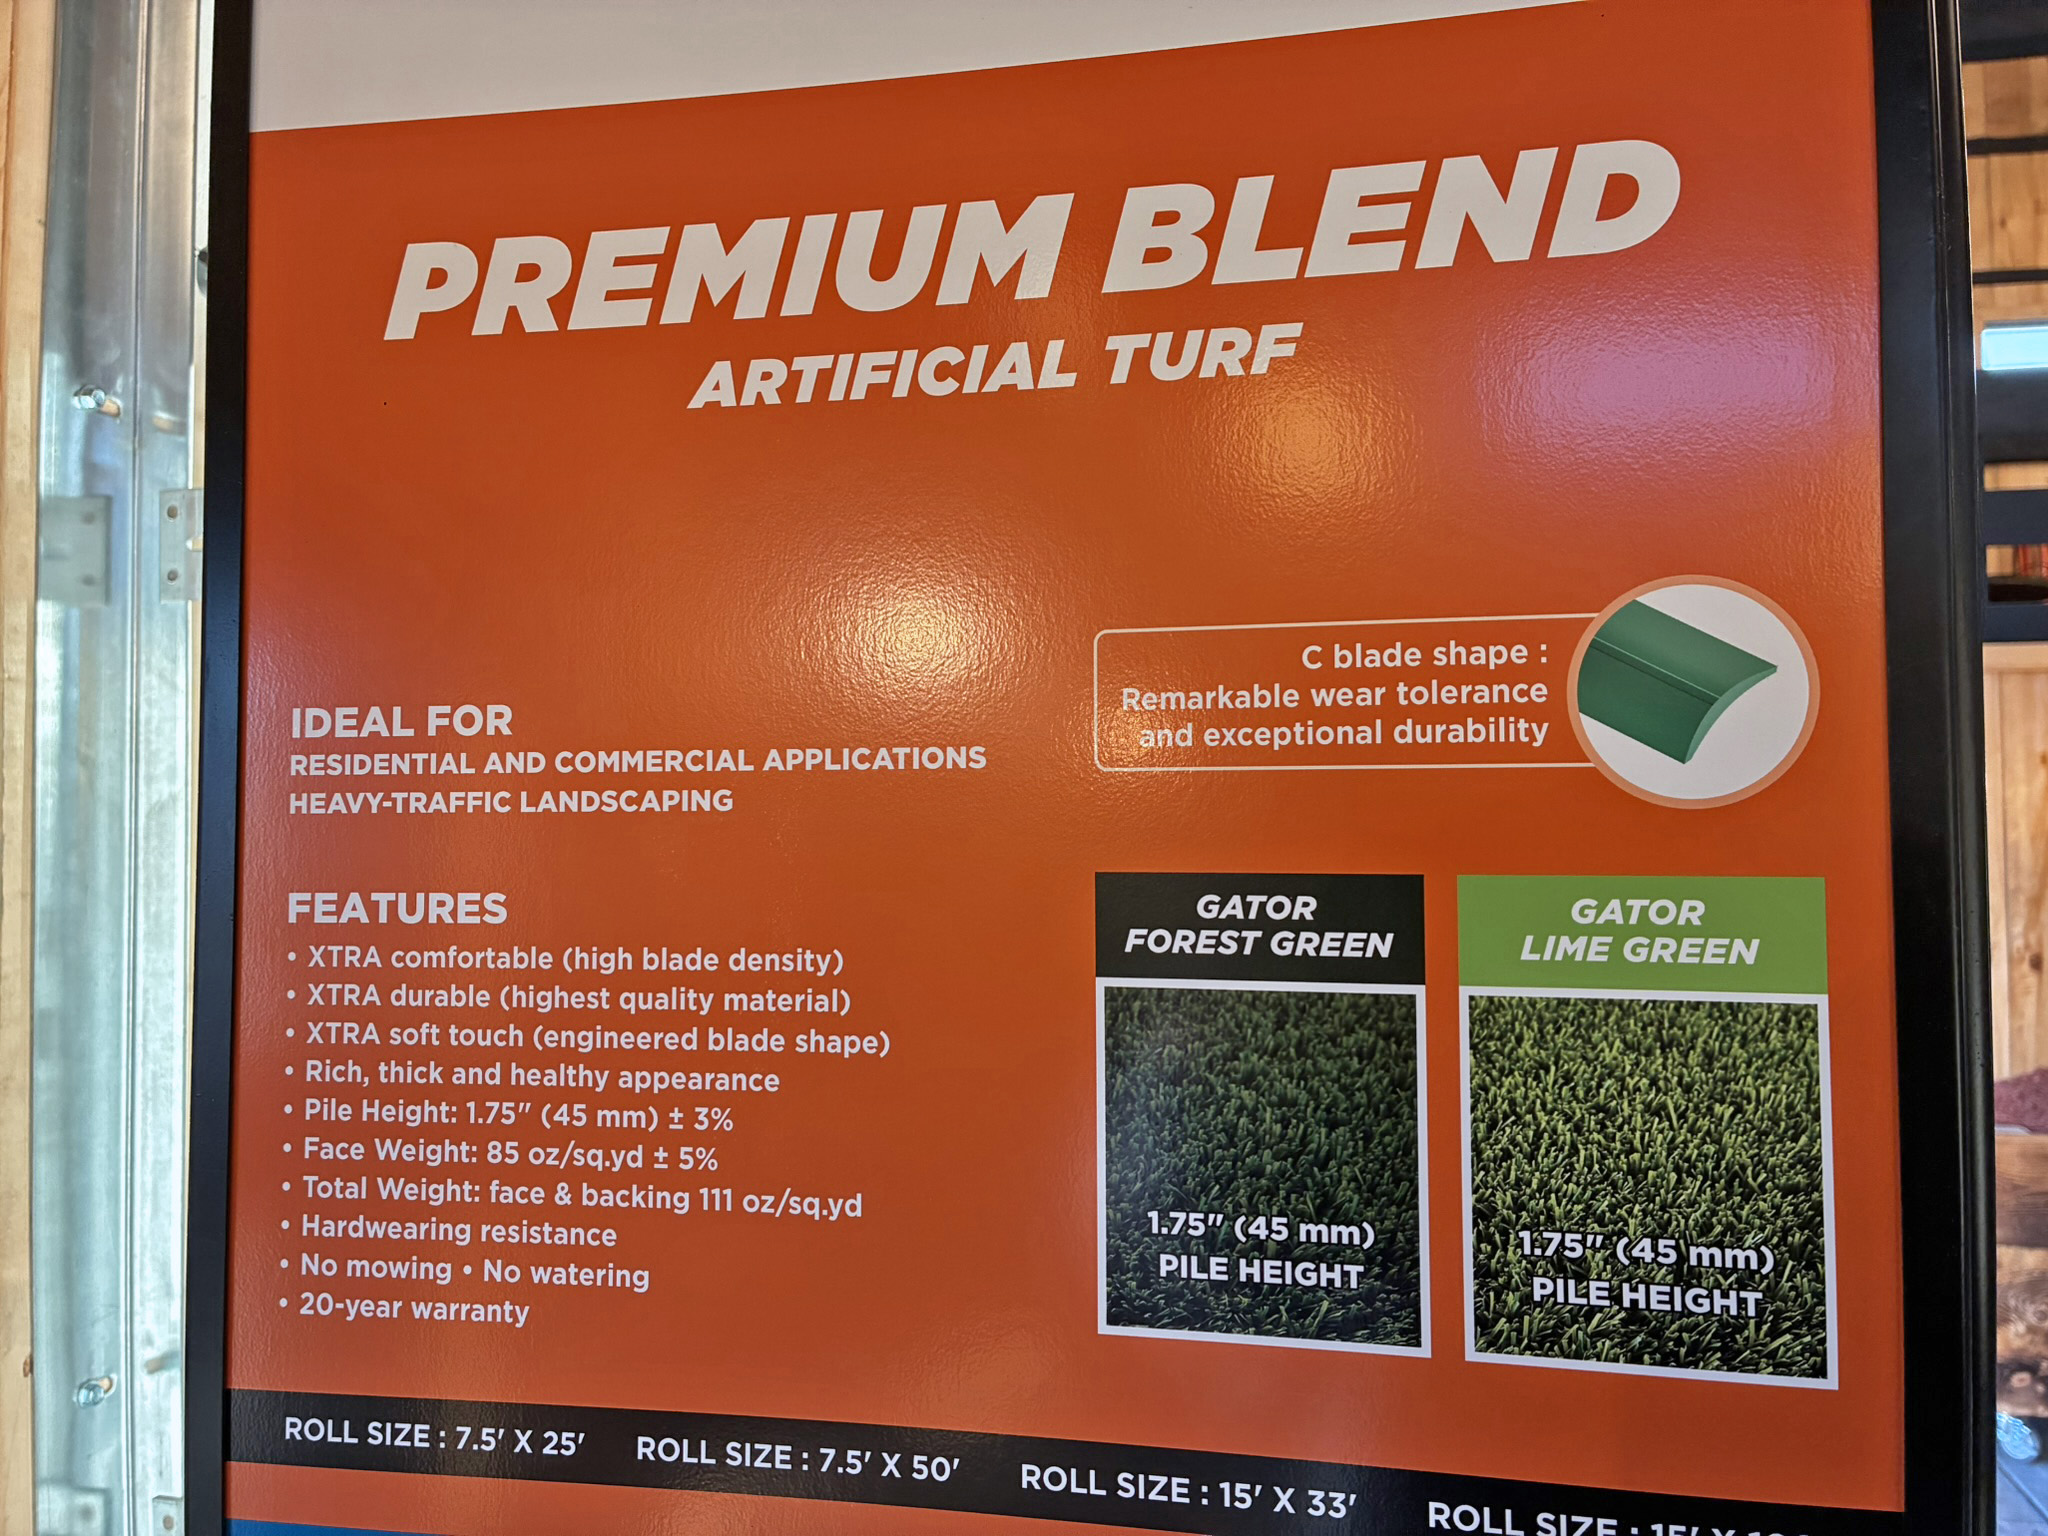 PREMIUM BLEND
ARTIFICIAL TURF
C blade shape :
Remarkable wear tolerance
and exceptional durability
IDEAL FOR
RESIDENTIAL AND COMMERCIAL APPLICATIONS
HEAVY-TRAFFIC LANDSCAPING
FEATURES
• XTRA comfortable (high blade density)
• XTRA durable (highest quality material)
• XTRA soft touch (engineered blade shape)
• Rich, thick and healthy appearance
• Pile Height: 1.75" (45 mm) ± 3%
• Face Weight: 85 oz/sq.yd ± 5%
• Total Weight: face & backing 111 oz/sq.yd
• Hardwearing resistance
• No mowing • No watering
• 20-year warranty
GATOR
FOREST GREEN
1.75" (45 mm)
PILE HEIGHT
GATOR
LIME GREEN
1.75" (45 mm)
PILE HEIGHT
ROLL SIZE : 7.5' X 25'
ROLL SIZE : 7.5' X 50'
ROLL SIZE : 15' X 33'
ROLL SIZE : 15' X